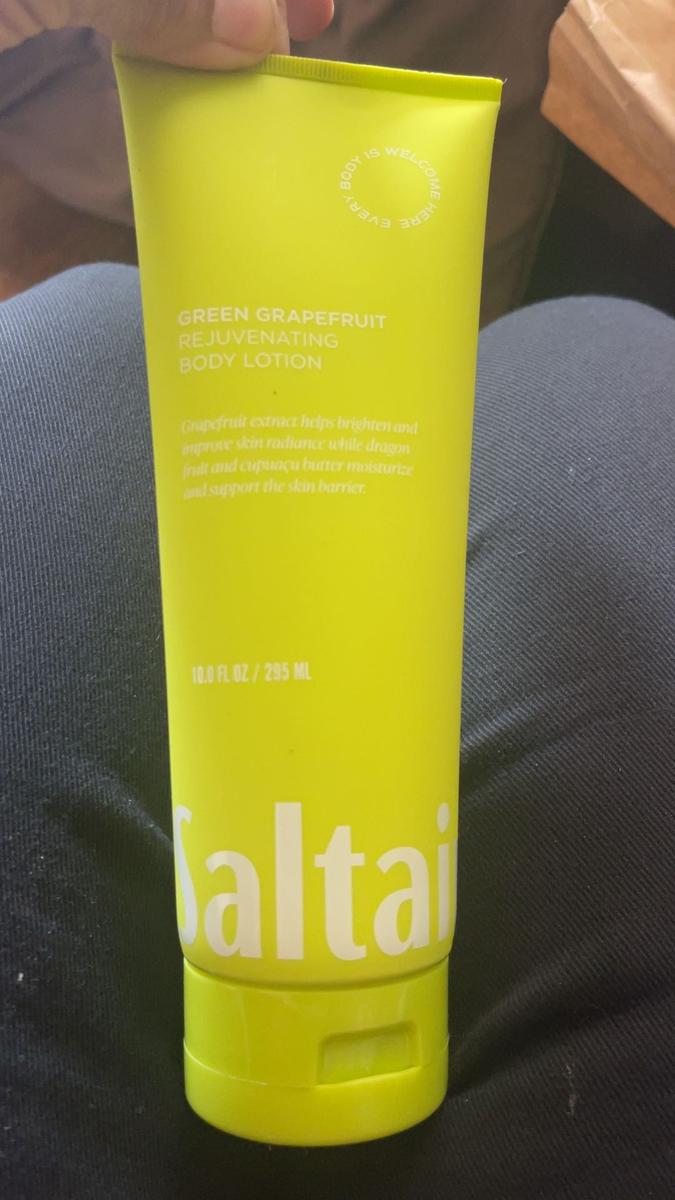 EVERY BODY IS WELCOME HERE
GREEN GRAPEFRUIT
REJUVENATING
BODY LOTION
Grapefruit extract helps brighten and
improve skin radiance while dragon
fruit and cupuaçu butter moisturize
and support the skin barrier.
10.0 FL OZ / 295 ML
Saltair